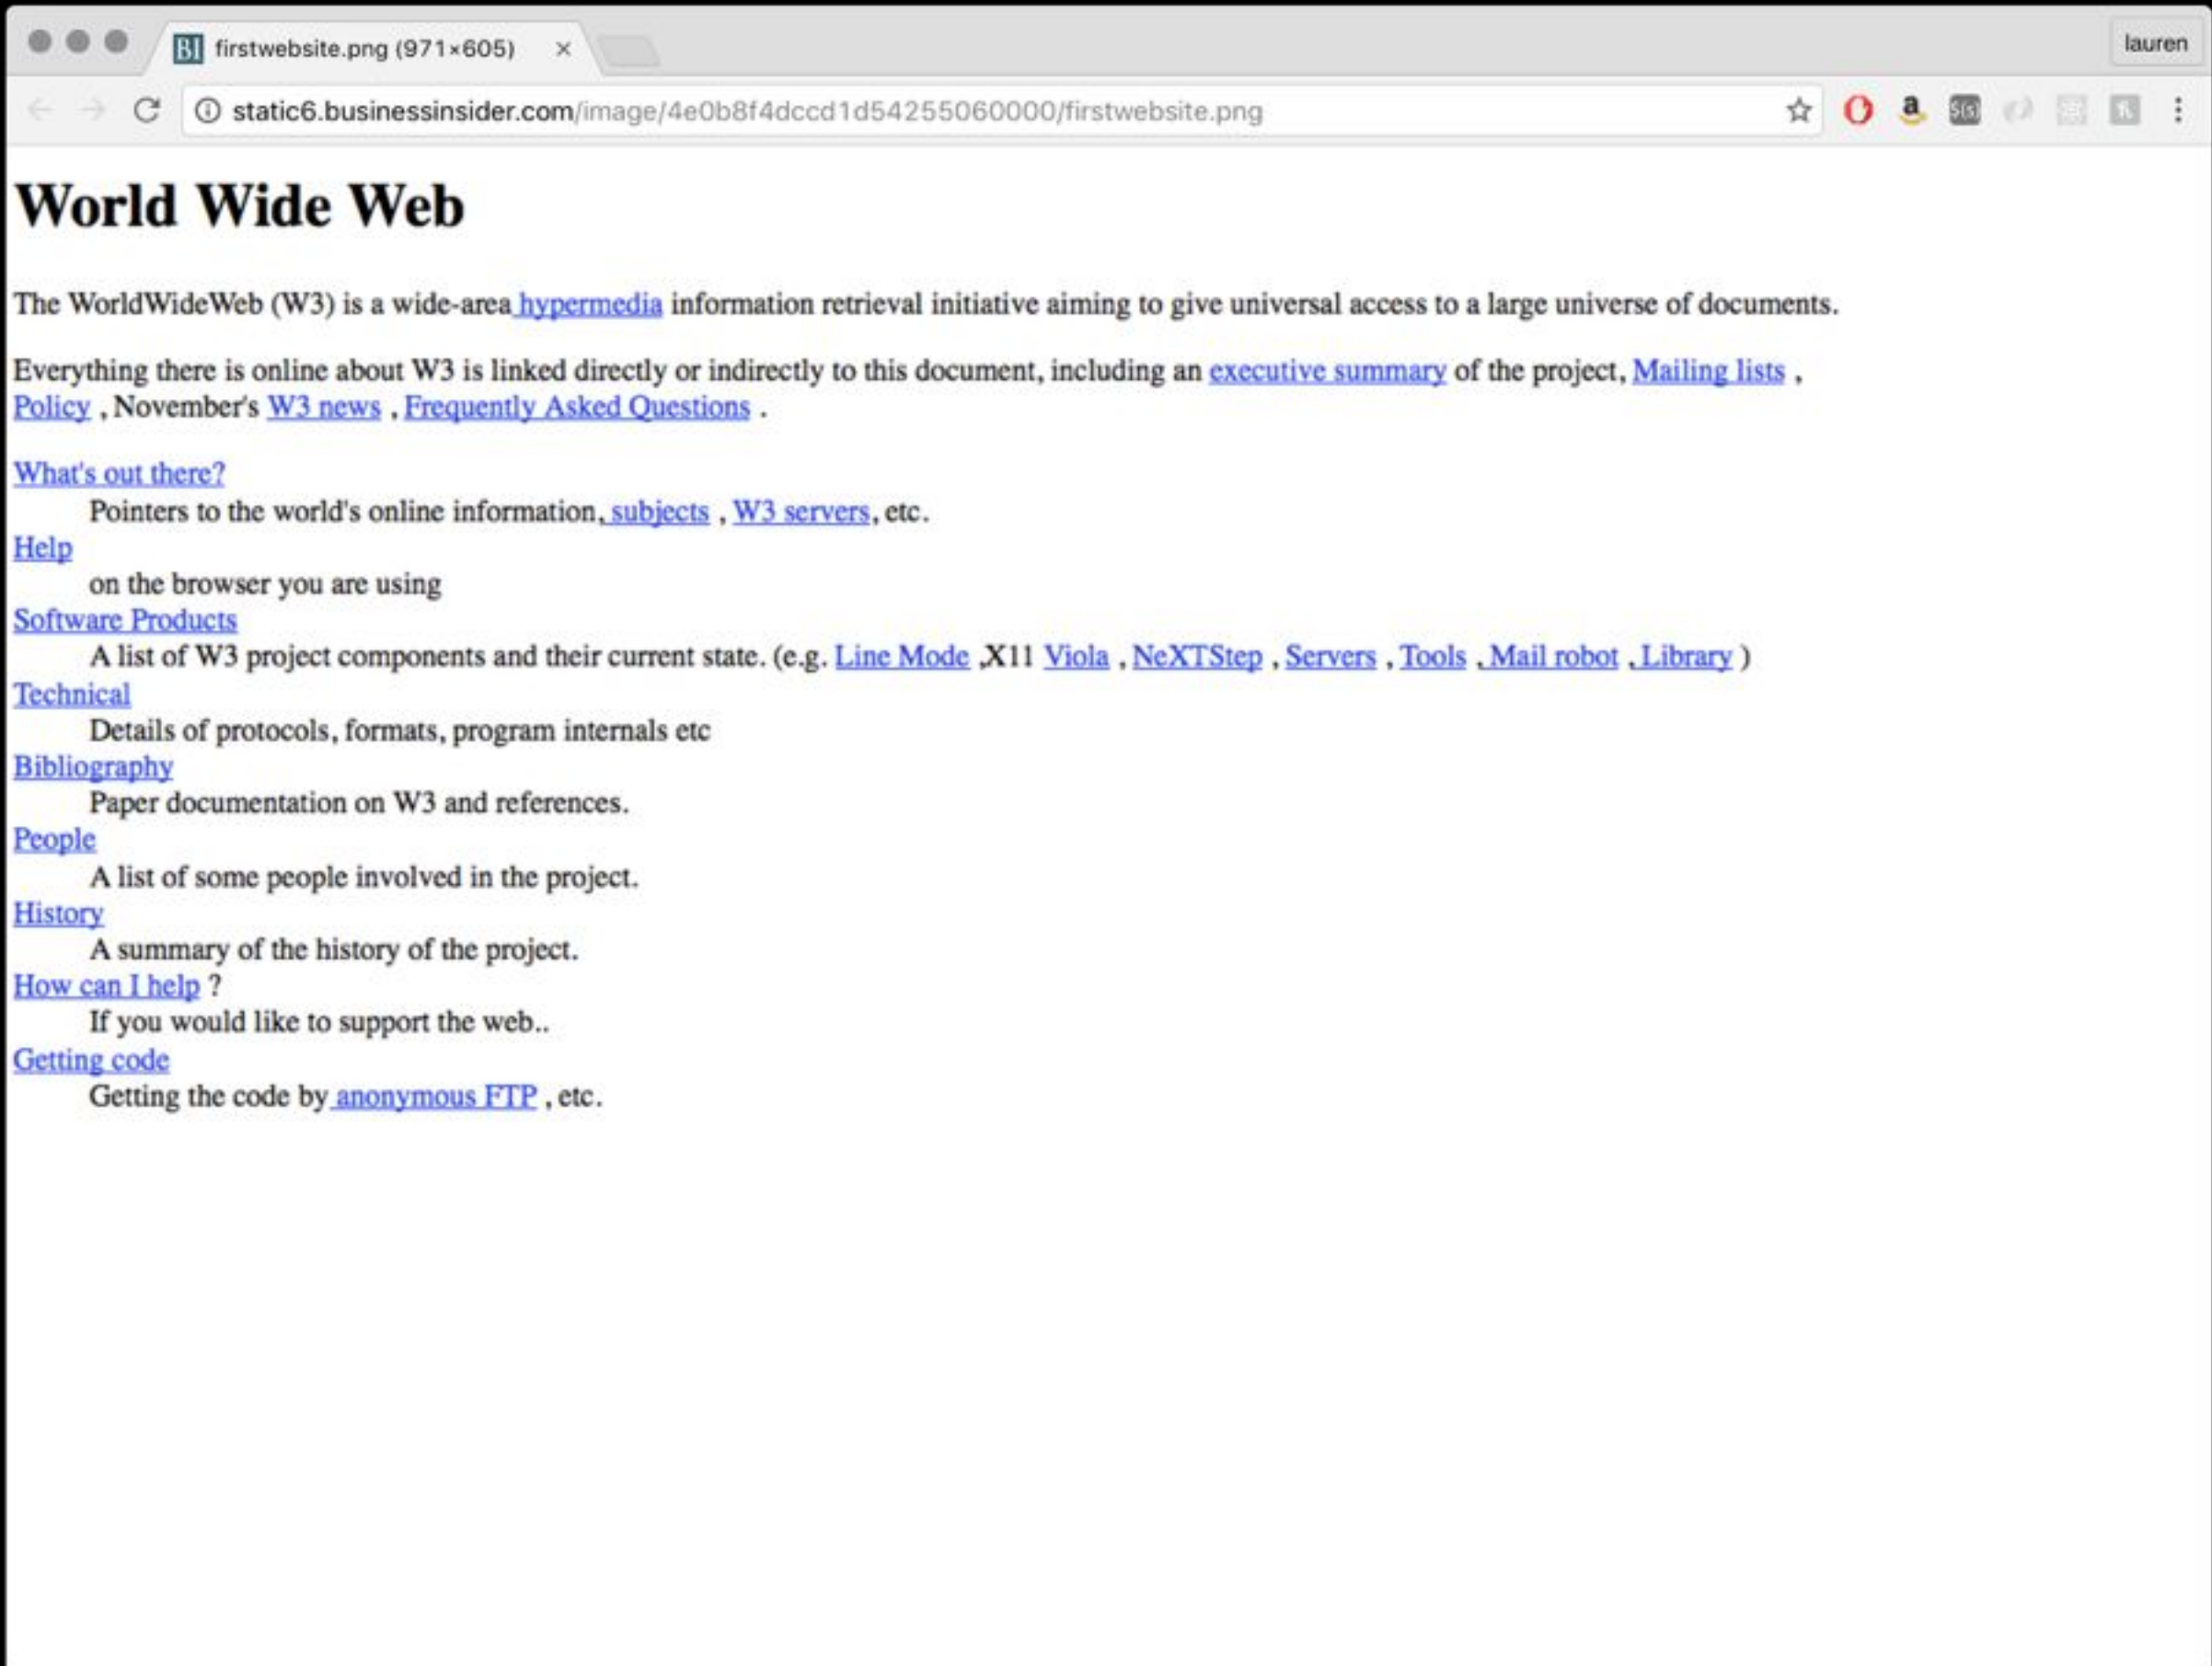 BI firstwebsite.png (971×605) ×
lauren
static6.businessinsider.com/image/4e0b8f4dccd1d54255060000/firstwebsite.png
World Wide Web
The WorldWideWeb (W3) is a wide-area hypermedia information retrieval initiative aiming to give universal access to a large universe of documents.
Everything there is online about W3 is linked directly or indirectly to this document, including an executive summary of the project, Mailing lists ,
Policy , November's W3 news , Frequently Asked Questions .
What's out there?
Pointers to the world's online information, subjects , W3 servers, etc.
Help
on the browser you are using
Software Products
A list of W3 project components and their current state. (e.g. Line Mode ,X11 Viola , NeXTStep , Servers , Tools , Mail robot , Library )
Technical
Details of protocols, formats, program internals etc
Bibliography
Paper documentation on W3 and references.
People
A list of some people involved in the project.
History
A summary of the history of the project.
How can I help ?
If you would like to support the web..
Getting code
Getting the code by anonymous FTP , etc.